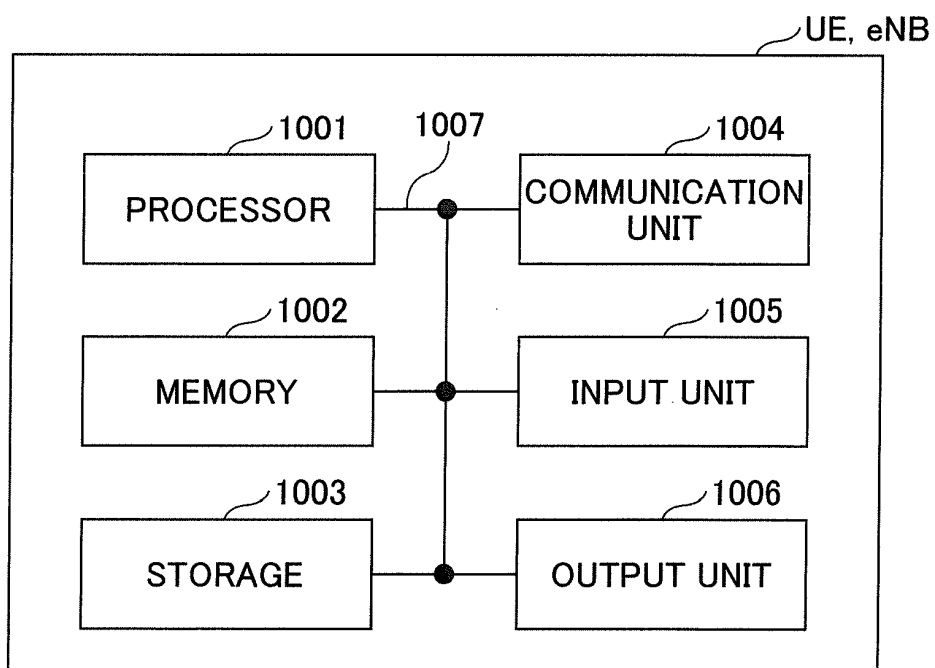 UE, eNB
1001
1007
1004
PROCESSOR
COMMUNICATION
UNIT
1002
1005
MEMORY
INPUT UNIT
1003
1006
STORAGE
OUTPUT UNIT